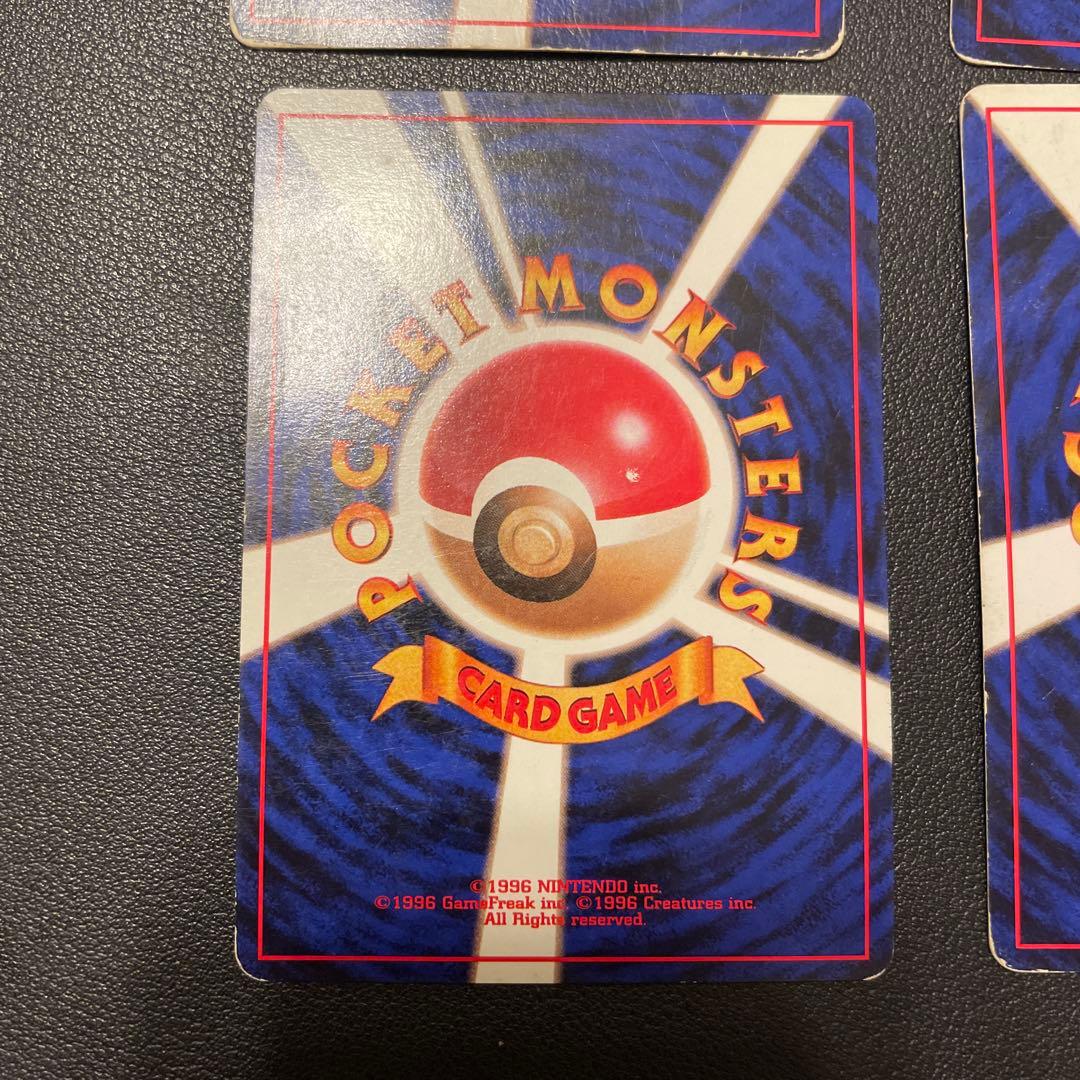 POCKET MONSTERS
CARD GAME
©1996 NINTENDO inc.
©1996 GameFreak inc. ©1996 Creatures inc.
All Rights reserved.